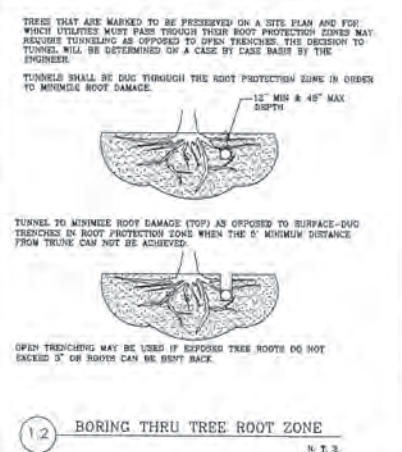 TREES THAT ARE MARKED TO BE PRESERVED ON A SITE PLAN AND FOR
WHICH UTILITIES MUST PASS TROUGH THEIR ROOT PROTECTION ZONES MAY
REQUIRE TUNNELING AS OPPOSED TO OPEN TRENCHES. THE DECISION TO
TUNNEL WILL BE DETERMINED ON A CASE BY CASE BASIS BY THE
ENGINEER.
TUNNELS SHALL BE DUG THROUGH THE ROOT PROTECTION ZONE IN ORDER
TO MINIMIZE ROOT DAMAGE.
12" MIN & 48" MAX
DEPTH
TUNNEL TO MINIMIZE ROOT DAMAGE (TOP) AS OPPOSED TO SURFACE-DUG
TRENCHES IN ROOT PROTECTION ZONE WHEN THE 5' MINIMUM DISTANCE
FROM TRUNK CAN NOT BE ACHIEVED.
OPEN TRENCHING MAY BE USED IF EXPOSED TREE ROOTS DO NOT
EXCEED 3" OR ROOTS CAN BE BENT BACK.
1.2 BORING THRU TREE ROOT ZONE
N. T. S.